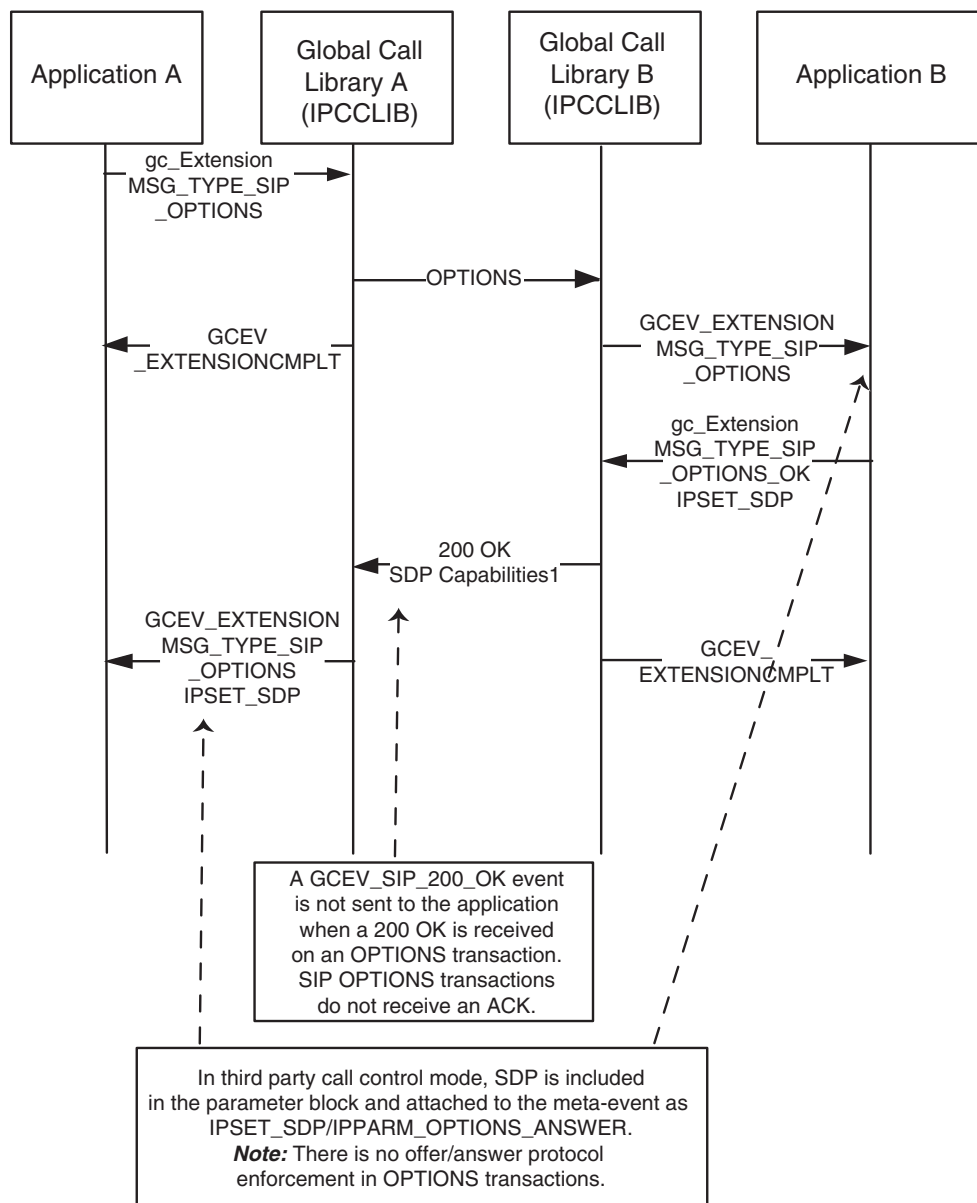 Application A
Global Call
Library A
(IPCCLIB)
Global Call
Library B
(IPCCLIB)
Application B
gc_Extension
MSG_TYPE_SIP
_OPTIONS
OPTIONS
GCEV
_EXTENSIONCMPLT
GCEV_EXTENSION
MSG_TYPE_SIP
_OPTIONS
gc_Extension
MSG_TYPE_SIP
_OPTIONS_OK
IPSET_SDP
200 OK
SDP Capabilities1
GCEV_EXTENSION
MSG_TYPE_SIP
_OPTIONS
IPSET_SDP
GCEV_
EXTENSIONCMPLT
A GCEV_SIP_200_OK event
is not sent to the application
when a 200 OK is received
on an OPTIONS transaction.
SIP OPTIONS transactions
do not receive an ACK.
In third party call control mode, SDP is included
in the parameter block and attached to the meta-event as
IPSET_SDP/IPPARM_OPTIONS_ANSWER.
Note: There is no offer/answer protocol
enforcement in OPTIONS transactions.